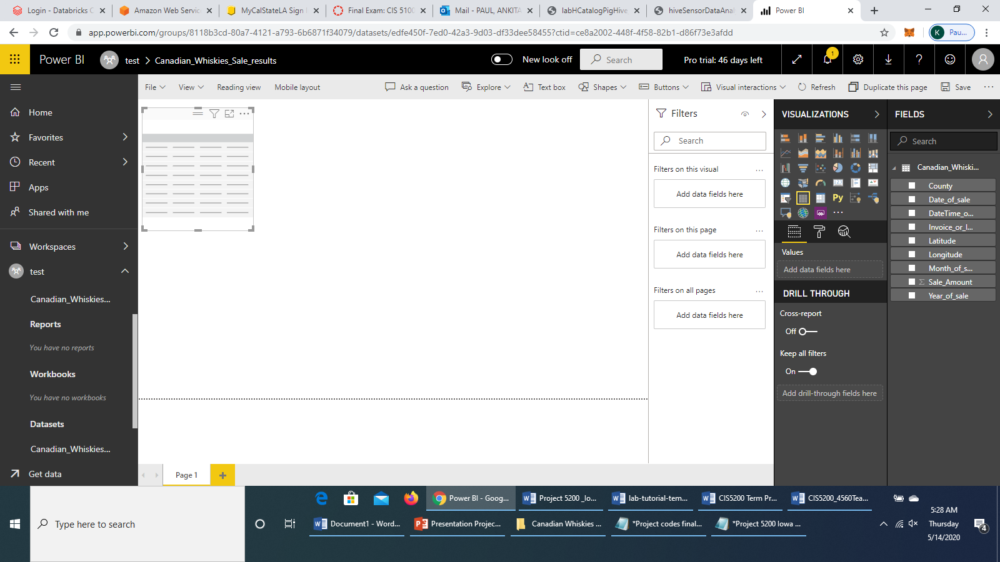 Login - Databricks C
Amazon Web Servic
MyCalStateLA Sign I
Final Exam: CIS 5100
Mail - PAUL, ANKITA
labHCatalogPigHive
hiveSensorDataAnal
Power BI
app.powerbi.com/groups/8118b3cd-80a7-4121-a793-6b6871f34079/datasets/edfe450f-7ed0-42a3-9d03-df33dee58455?ctid=ce8a2002-448f-4f58-82b1-d86f73e3afdd
K Pau...
Power BI
test > Canadian_Whiskies_Sale_results
New look off
Search
Pro trial: 46 days left
1
File
View
Reading view
Mobile layout
Ask a question
Explore
Text box
Shapes
Buttons
Visual interactions
Refresh
Duplicate this page
Save
Home
Favorites
Recent
Apps
Shared with me
Workspaces
test
Canadian_Whiskies...
Reports
You have no reports
Workbooks
You have no workbooks
Datasets
Canadian_Whiskies...
Get data
Page 1
Filters
Search
Filters on this visual
Add data fields here
Filters on this page
Add data fields here
Filters on all pages
Add data fields here
VISUALIZATIONS
Py
Values
Add data fields here
DRILL THROUGH
Cross-report
Off
Keep all filters
On
Add drill-through fields here
FIELDS
Search
Canadian_Whiski...
County
Date_of_sale
DateTime_o...
Invoice_or_I...
Latitude
Longitude
Month_of_s...
Σ Sale_Amount
Year_of_sale
Type here to search
Power BI - Goog...
Project 5200 _Io...
lab-tutorial-tem...
CIS5200 Term Pr...
CIS5200_4560Tea...
Document1 - Word...
Presentation Projec...
Canadian Whiskies ...
*Project codes final...
*Project 5200 Iowa ...
5:28 AM
Thursday
5/14/2020
4